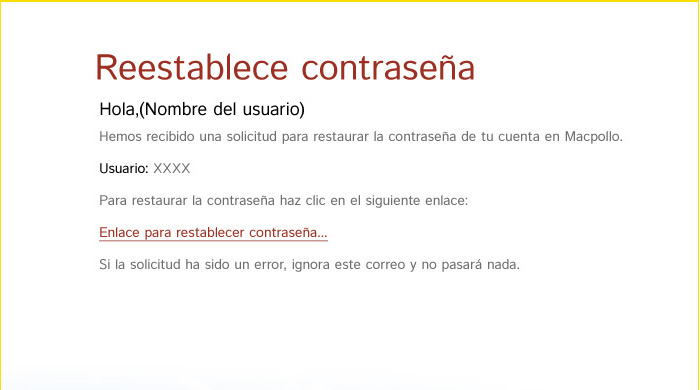 Reestablece contraseña
Hola,(Nombre del usuario)
Hemos recibido una solicitud para restaurar la contraseña de tu cuenta en Macpollo.
Usuario: XXXX
Para restaurar la contraseña haz clic en el siguiente enlace:
Enlace para restablecer contraseña...
Si la solicitud ha sido un error, ignora este correo y no pasará nada.